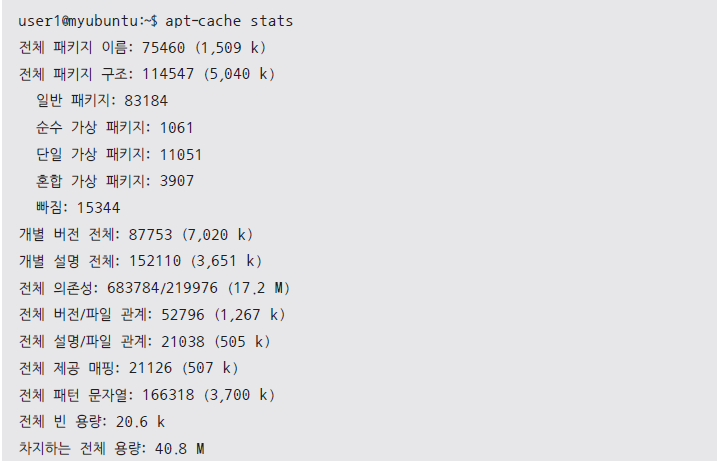 user1@myubuntu:~$ apt-cache stats
전체 패키지 이름: 75460 (1,509 k)
전체 패키지 구조: 114547 (5,040 k)
일반 패키지: 83184
순수 가상 패키지: 1061
단일 가상 패키지: 11051
혼합 가상 패키지: 3907
빠짐: 15344
개별 버전 전체: 87753 (7,020 k)
개별 설명 전체: 152110 (3,651 k)
전체 의존성: 683784/219976 (17.2 M)
전체 버전/파일 관계: 52796 (1,267 k)
전체 설명/파일 관계: 21038 (505 k)
전체 제공 매핑: 21126 (507 k)
전체 패턴 문자열: 166318 (3,700 k)
전체 빈 용량: 20.6 k
차지하는 전체 용량: 40.8 M